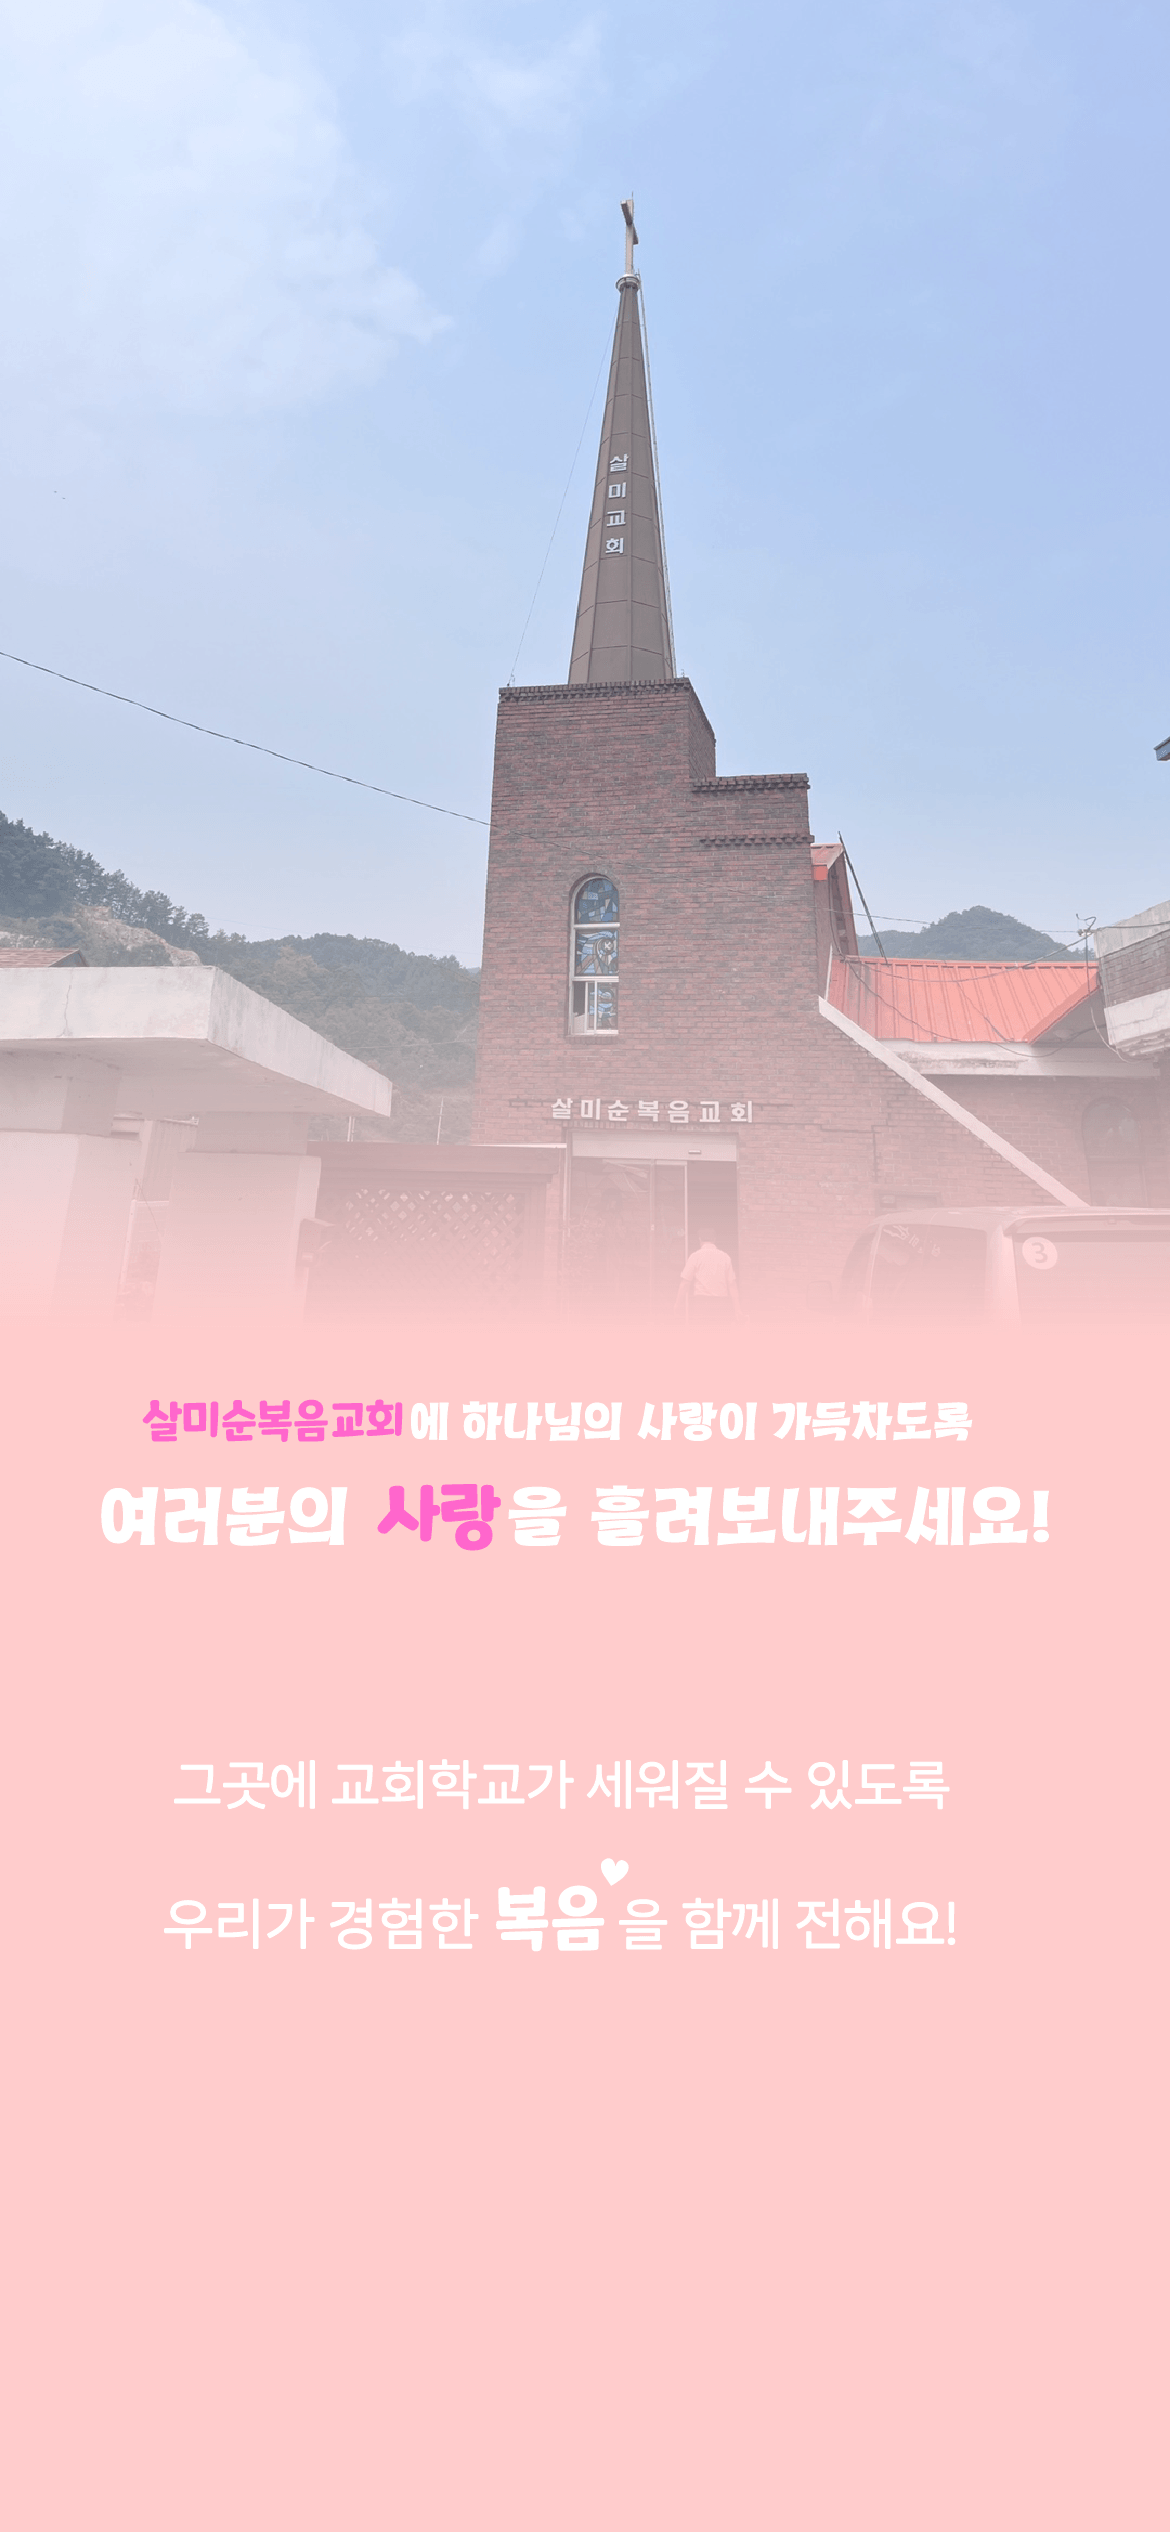 살미교회
살미순복음교회
3
살미순복음교회에 하나님의 사랑이 가득차도록
여러분의 사랑을 흘려보내주세요!
그곳에 교회학교가 세워질 수 있도록
우리가 경험한 복음을 함께 전해요!